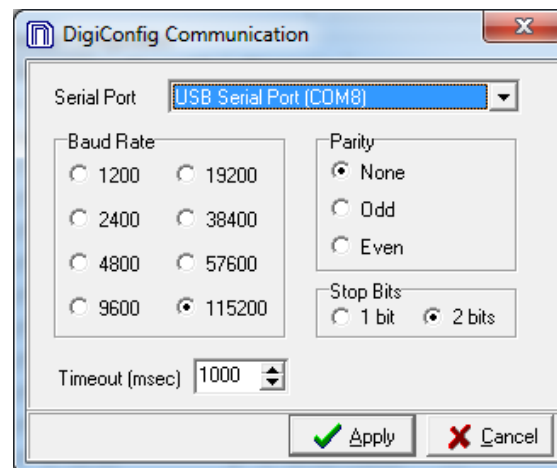 DigiConfig Communication
Serial Port USB Serial Port (COM8)
Baud Rate
1200 19200
2400 38400
4800 57600
9600 115200
Parity
None
Odd
Even
Stop Bits
1 bit 2 bits
Timeout (msec) 1000
Apply Cancel